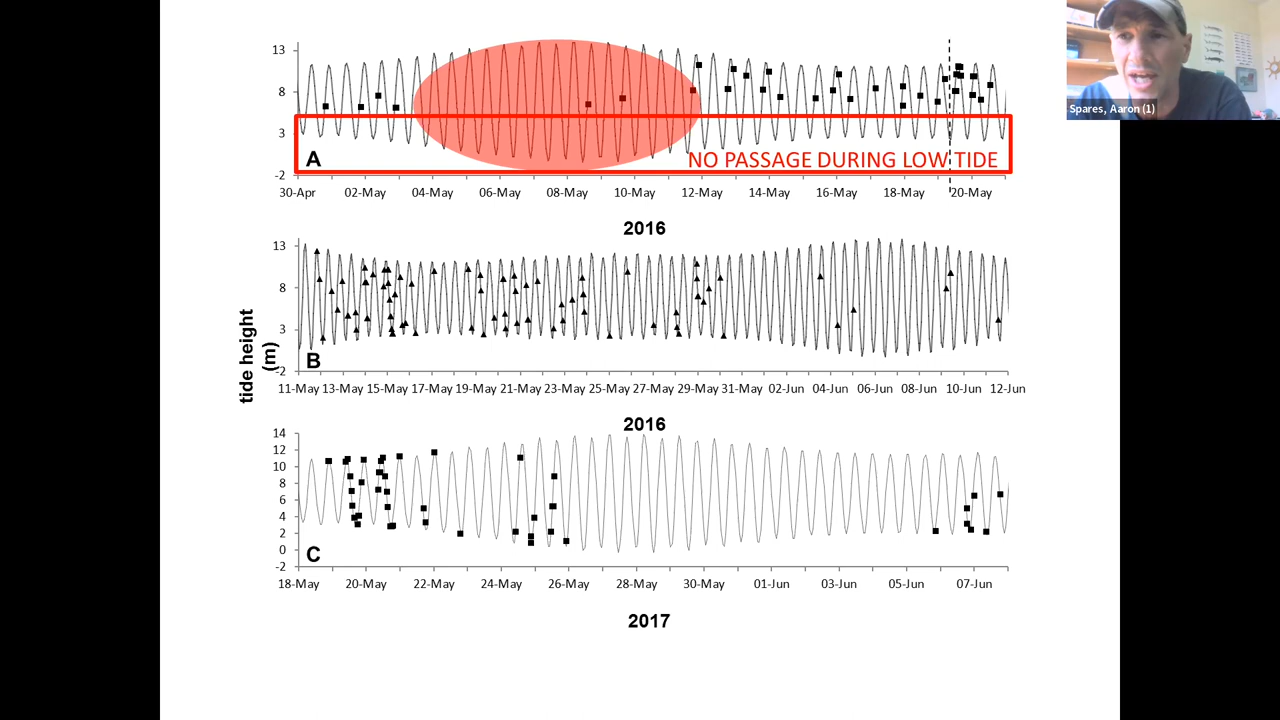 Spares, Aaron (1)
13
8
3
-2
A
NO PASSAGE DURING LOW TIDE
30-Apr 02-May 04-May 06-May 08-May 10-May 12-May 14-May 16-May 18-May 20-May
2016
13
8
3
-2
B
tide height
(m)
11-May 13-May 15-May 17-May 19-May 21-May 23-May 25-May 27-May 29-May 31-May 02-Jun 04-Jun 06-Jun 08-Jun 10-Jun 12-Jun
2016
14
12
10
8
6
4
2
0
-2
C
18-May 20-May 22-May 24-May 26-May 28-May 30-May 01-Jun 03-Jun 05-Jun 07-Jun
2017